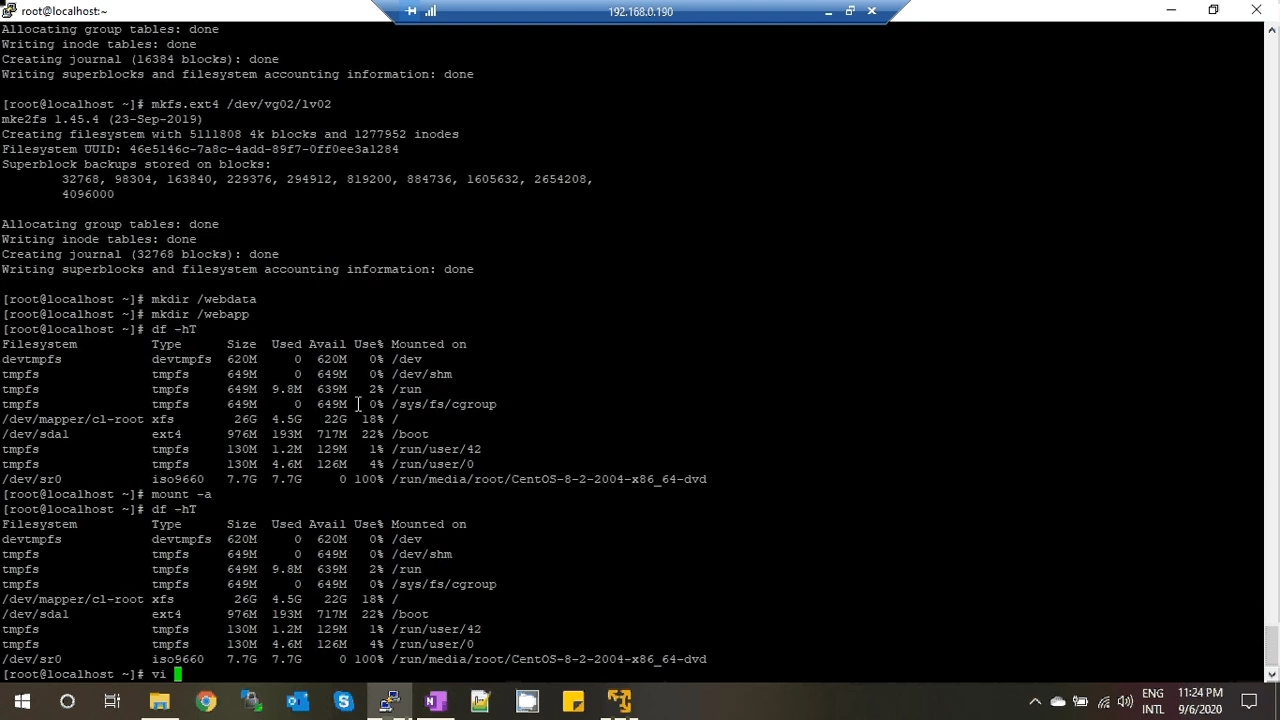 root@localhost:~
192.168.0.190
Allocating group tables: done
Writing inode tables: done
Creating journal (16384 blocks): done
Writing superblocks and filesystem accounting information: done
[root@localhost ~]# mkfs.ext4 /dev/vg02/lv02
mke2fs 1.45.4 (23-Sep-2019)
Creating filesystem with 5111808 4k blocks and 1277952 inodes
Filesystem UUID: 46e5146c-7a8c-4add-89f7-0ff0ee3a1284
Superblock backups stored on blocks:
32768, 98304, 163840, 229376, 294912, 819200, 884736, 1605632, 2654208,
4096000
Allocating group tables: done
Writing inode tables: done
Creating journal (32768 blocks): done
Writing superblocks and filesystem accounting information: done
[root@localhost ~]# mkdir /webdata
[root@localhost ~]# mkdir /webapp
[root@localhost ~]# df -hT
Filesystem Type Size Used Avail Use% Mounted on
devtmpfs devtmpfs 620M 0 620M 0% /dev
tmpfs tmpfs 649M 0 649M 0% /dev/shm
tmpfs tmpfs 649M 9.8M 639M 2% /run
tmpfs tmpfs 649M 0 649M 0% /sys/fs/cgroup
/dev/mapper/cl-root xfs 26G 4.5G 22G 18% /
/dev/sda1 ext4 976M 193M 717M 22% /boot
tmpfs tmpfs 130M 1.2M 129M 1% /run/user/42
tmpfs tmpfs 130M 4.6M 126M 4% /run/user/0
/dev/sr0 iso9660 7.7G 7.7G 0 100% /run/media/root/CentOS-8-2-2004-x86_64-dvd
[root@localhost ~]# mount -a
[root@localhost ~]# df -hT
Filesystem Type Size Used Avail Use% Mounted on
devtmpfs devtmpfs 620M 0 620M 0% /dev
tmpfs tmpfs 649M 0 649M 0% /dev/shm
tmpfs tmpfs 649M 9.8M 639M 2% /run
tmpfs tmpfs 649M 0 649M 0% /sys/fs/cgroup
/dev/mapper/cl-root xfs 26G 4.5G 22G 18% /
/dev/sda1 ext4 976M 193M 717M 22% /boot
tmpfs tmpfs 130M 1.2M 129M 1% /run/user/42
tmpfs tmpfs 130M 4.6M 126M 4% /run/user/0
/dev/sr0 iso9660 7.7G 7.7G 0 100% /run/media/root/CentOS-8-2-2004-x86_64-dvd
[root@localhost ~]# vi
ENG 11:24 PM
INTL 9/6/2020